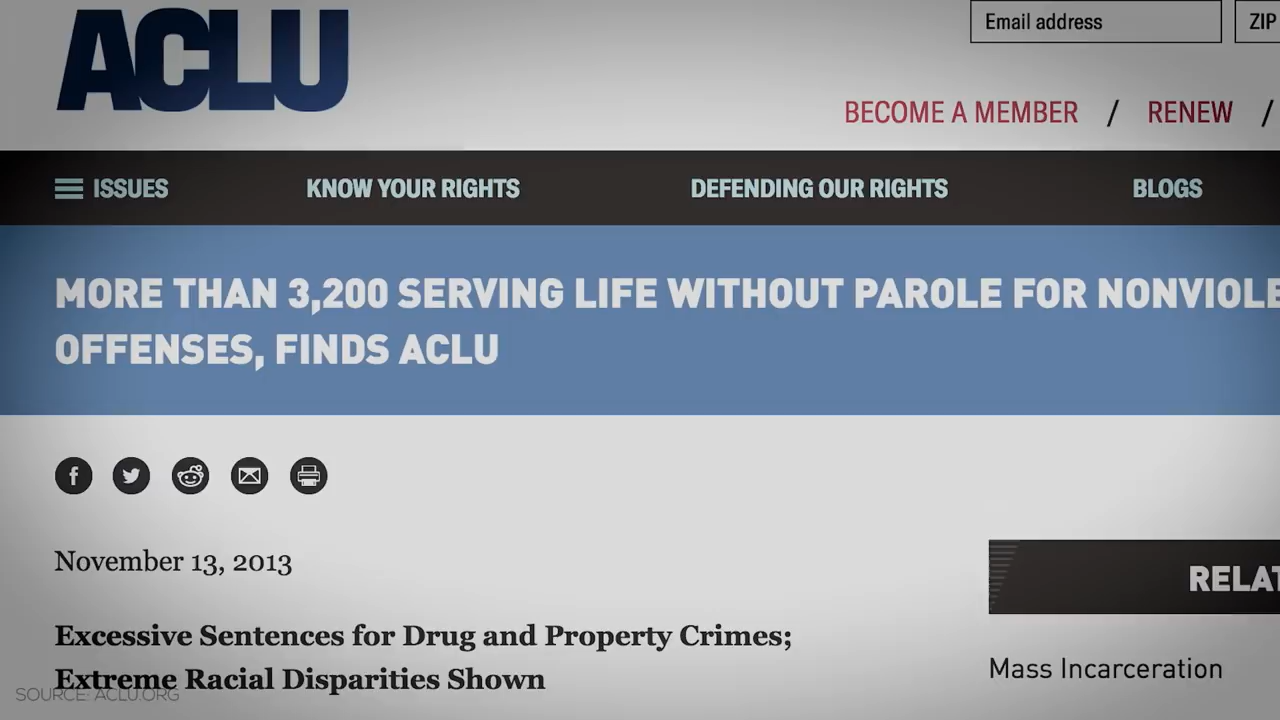 ACLU
Email address
ZIP
BECOME A MEMBER / RENEW /
ISSUES KNOW YOUR RIGHTS DEFENDING OUR RIGHTS BLOGS
MORE THAN 3,200 SERVING LIFE WITHOUT PAROLE FOR NONVIOLE
OFFENSES, FINDS ACLU
November 13, 2013
RELAT
Excessive Sentences for Drug and Property Crimes;
Extreme Racial Disparities Shown
Mass Incarceration
SOURCE: ACLU.ORG